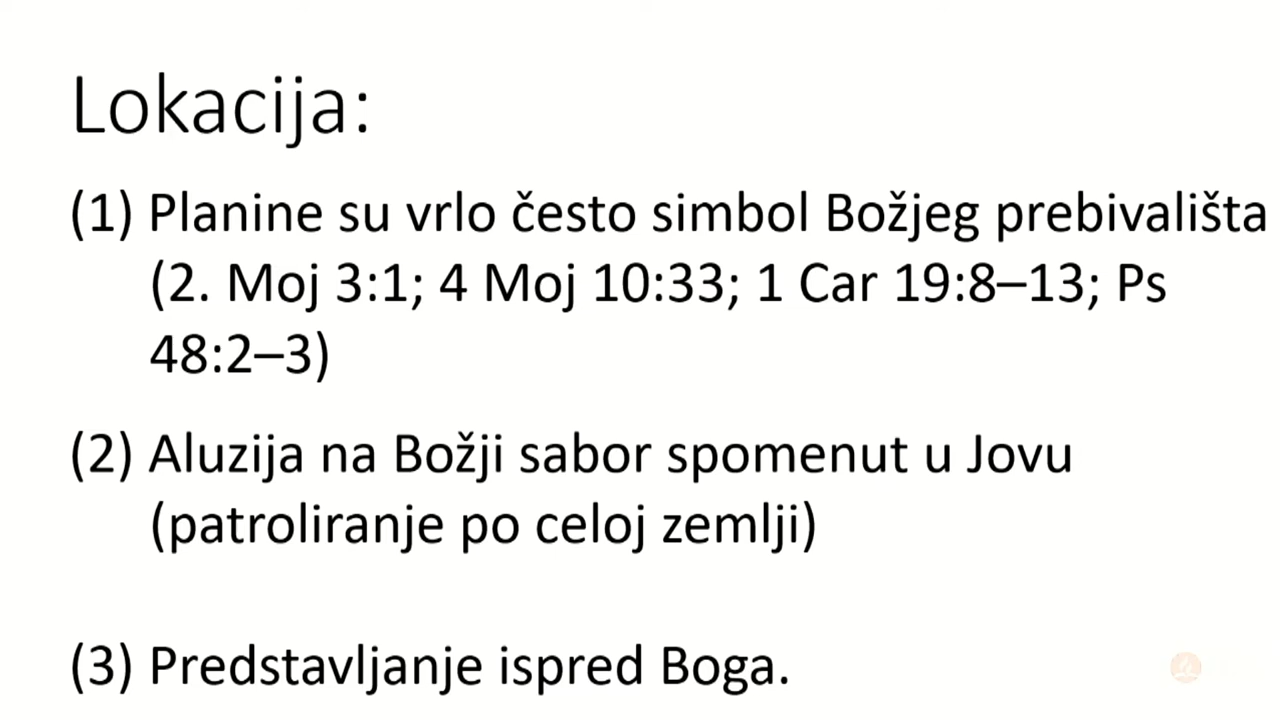 Lokacija:
(1) Planine su vrlo često simbol Božjeg prebivališta
(2. Moj 3:1; 4 Moj 10:33; 1 Car 19:8–13; Ps
48:2–3)
(2) Aluzija na Božji sabor spomenut u Jovu
(patroliranje po celoj zemlji)
(3) Predstavljanje ispred Boga.